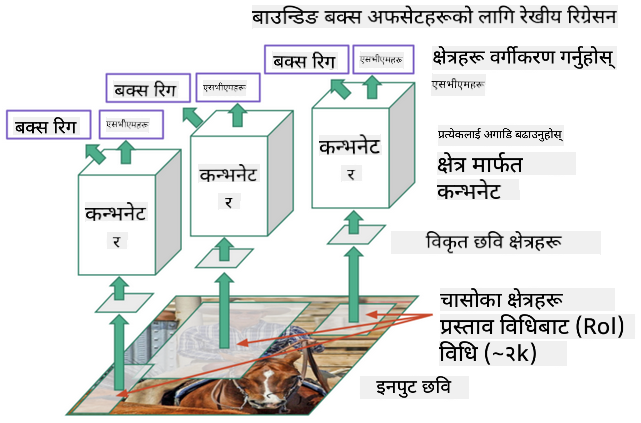 बाउन्डिङ बक्स अफसेटहरूको लागि रेखीय रिग्रेसन
बक्स रिग
एसभीएमहरू
क्षेत्रहरू वर्गीकरण गर्नुहोस्
एसभीएमहरू
बक्स रिग
एसभीएमहरू
बक्स रिग
एसभीएमहरू
प्रत्येकलाई अगाडि बढाउनुहोस्
क्षेत्र मार्फत
कन्भनेट
कन्भनेट
र
कन्भनेट
र
कन्भनेट
र
विकृत छवि क्षेत्रहरू
चासोका क्षेत्रहरू
प्रस्ताव विधिबाट (RoI)
विधि (~२k)
इनपुट छवि